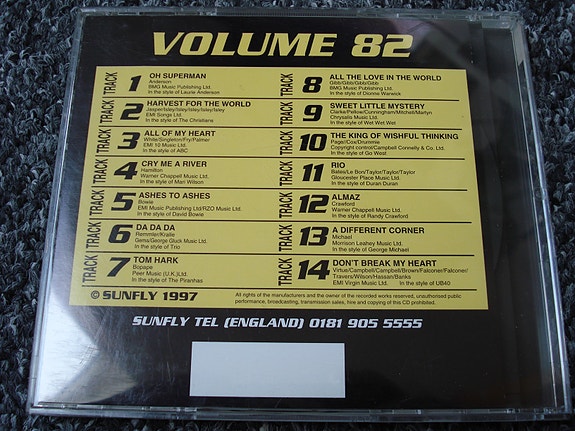 VOLUME 82
TRACK 1 OH SUPERMAN
Anderson
BMG Music Publishing Ltd.
In the style of Laurie Anderson
TRACK 2 HARVEST FOR THE WORLD
Jasper/Isley/Isley/Isley/Isley/Isley
EMI Songs Ltd.
In the style of The Christians
TRACK 3 ALL OF MY HEART
White/Singleton/Fry/Palmer
EMI 10 Music Ltd.
In the style of ABC
TRACK 4 CRY ME A RIVER
Hamilton
Warner Chappell Music Ltd.
In the style of Mari Wilson
TRACK 5 ASHES TO ASHES
Bowie
EMI Music Publishing Ltd/RZO Music Ltd.
In the style of David Bowie
TRACK 6 DA DA DA
Remmler/Kralle
Gema/George Gluck Music Ltd.
In the style of Trio
TRACK 7 TOM HARK
Bopape
Peer Music (U.K.)Ltd.
In the style of The Piranhas
TRACK 8 ALL THE LOVE IN THE WORLD
Gibb/Gibb/Gibb/Gibb
BMG Music Publishing Ltd.
In the style of Dionne Warwick
TRACK 9 SWEET LITTLE MYSTERY
Clarke/Pellow/Cunningham/Mitchell/Martyn
Chrysalis Music Ltd.
In the style of Wet Wet Wet
TRACK 10 THE KING OF WISHFUL THINKING
Page//Cox/Drummie
Copyright control/Campbell Connelly & Co. Ltd.
In the style of Go West
TRACK 11 RIO
Bates/Le Bon/Taylor/Taylor/Taylor
Gloucester Place Music Ltd.
In the style of Duran Duran
TRACK 12 ALMAZ
Crawford
Warner Chappell Music Ltd.
In the style of Randy Crawford
TRACK 13 A DIFFERENT CORNER
Michael
Morrison Leahey Music Ltd.
In the style of George Michael
TRACK 14 DON'T BREAK MY HEART
Virtue/Campbell/Campbell/Brown/Falconer/Falconer/
Travers/Wilson/Hassan/Banks
EMI Virgin Music Ltd. In the style of UB40
© SUNFLY 1997
All rights of the manufacturers and the owner of the recorded works reserved, unauthorised public
performance, broadcasting, transmission sales, hire and copying of this CD prohibited.
SUNFLY TEL (ENGLAND) 0181 905 5555